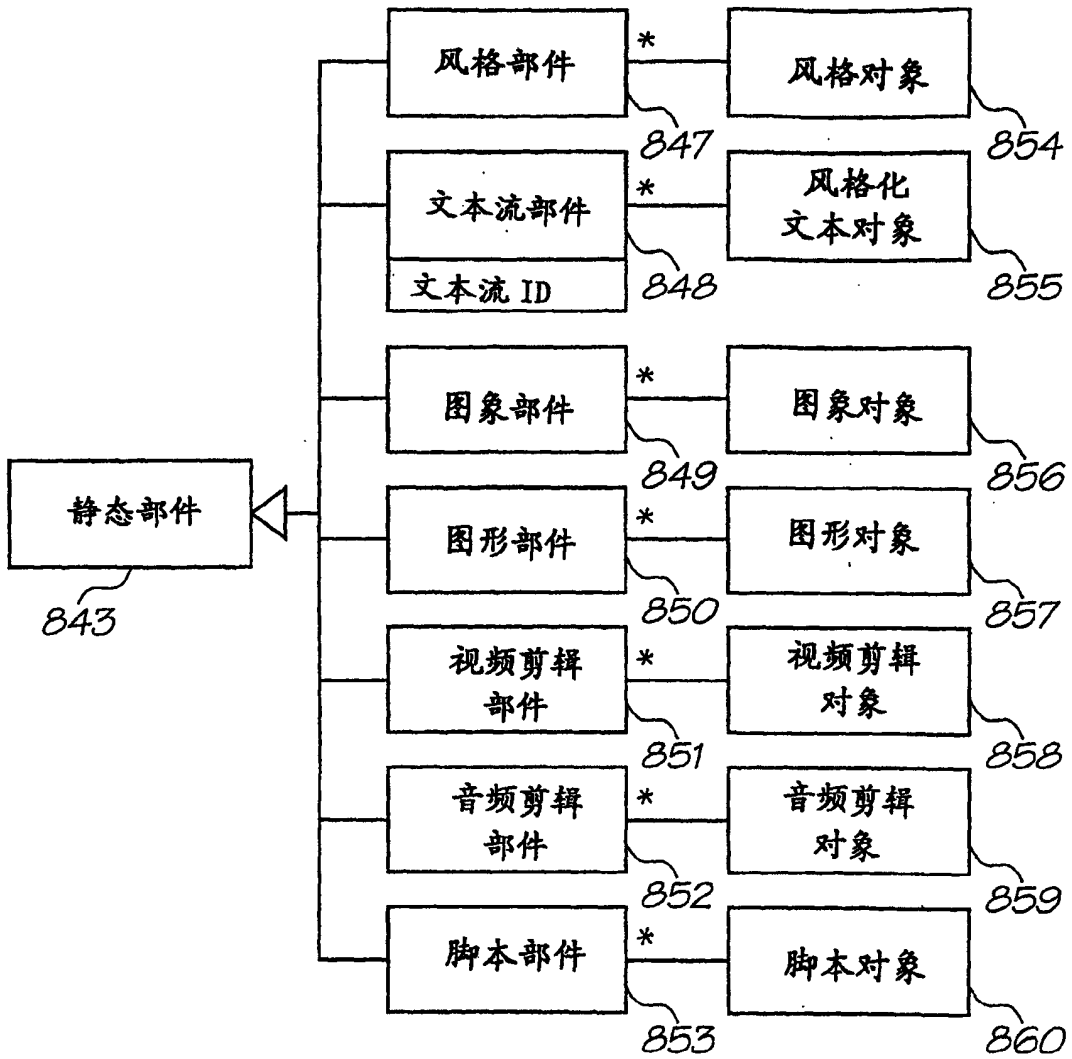 风格部件
*
风格对象
847
854
文本流部件
*
风格化
文本对象
848
855
文本流 ID
图象部件
*
图象对象
849
856
静态部件
843
图形部件
*
图形对象
850
857
视频剪辑
部件
*
视频剪辑
对象
851
858
音频剪辑
部件
*
音频剪辑
对象
852
859
脚本部件
*
脚本对象
853
860